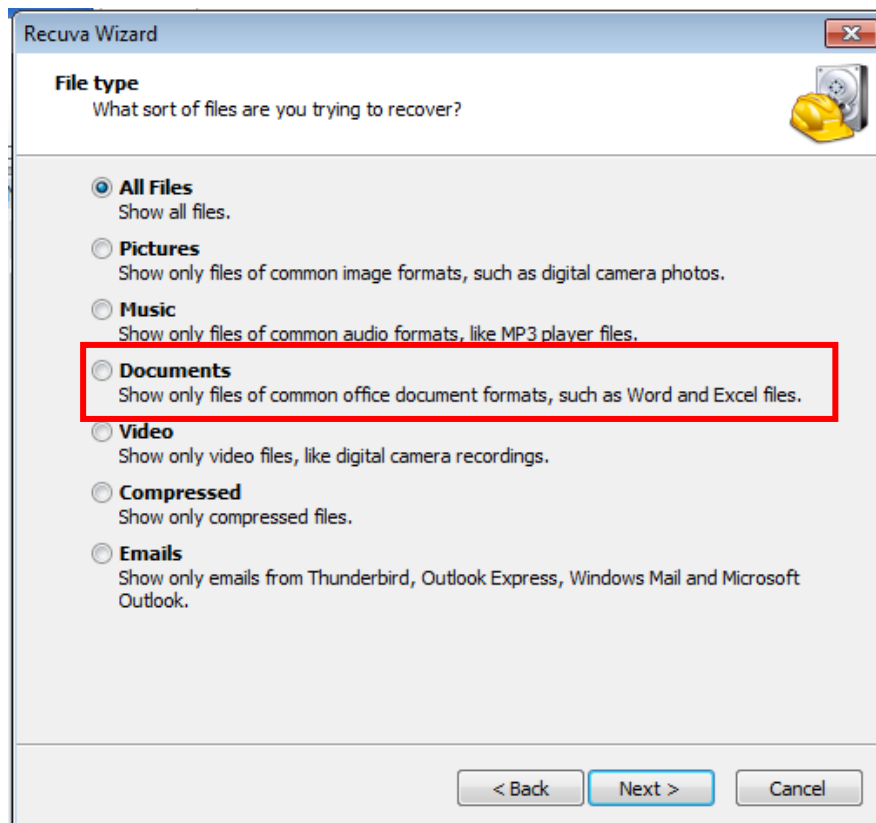 Recuva Wizard
File type
What sort of files are you trying to recover?
All Files
Show all files.
Pictures
Show only files of common image formats, such as digital camera photos.
Music
Show only files of common audio formats, like MP3 player files.
Documents
Show only files of common office document formats, such as Word and Excel files.
Video
Show only video files, like digital camera recordings.
Compressed
Show only compressed files.
Emails
Show only emails from Thunderbird, Outlook Express, Windows Mail and Microsoft
Outlook.
< Back Next > Cancel